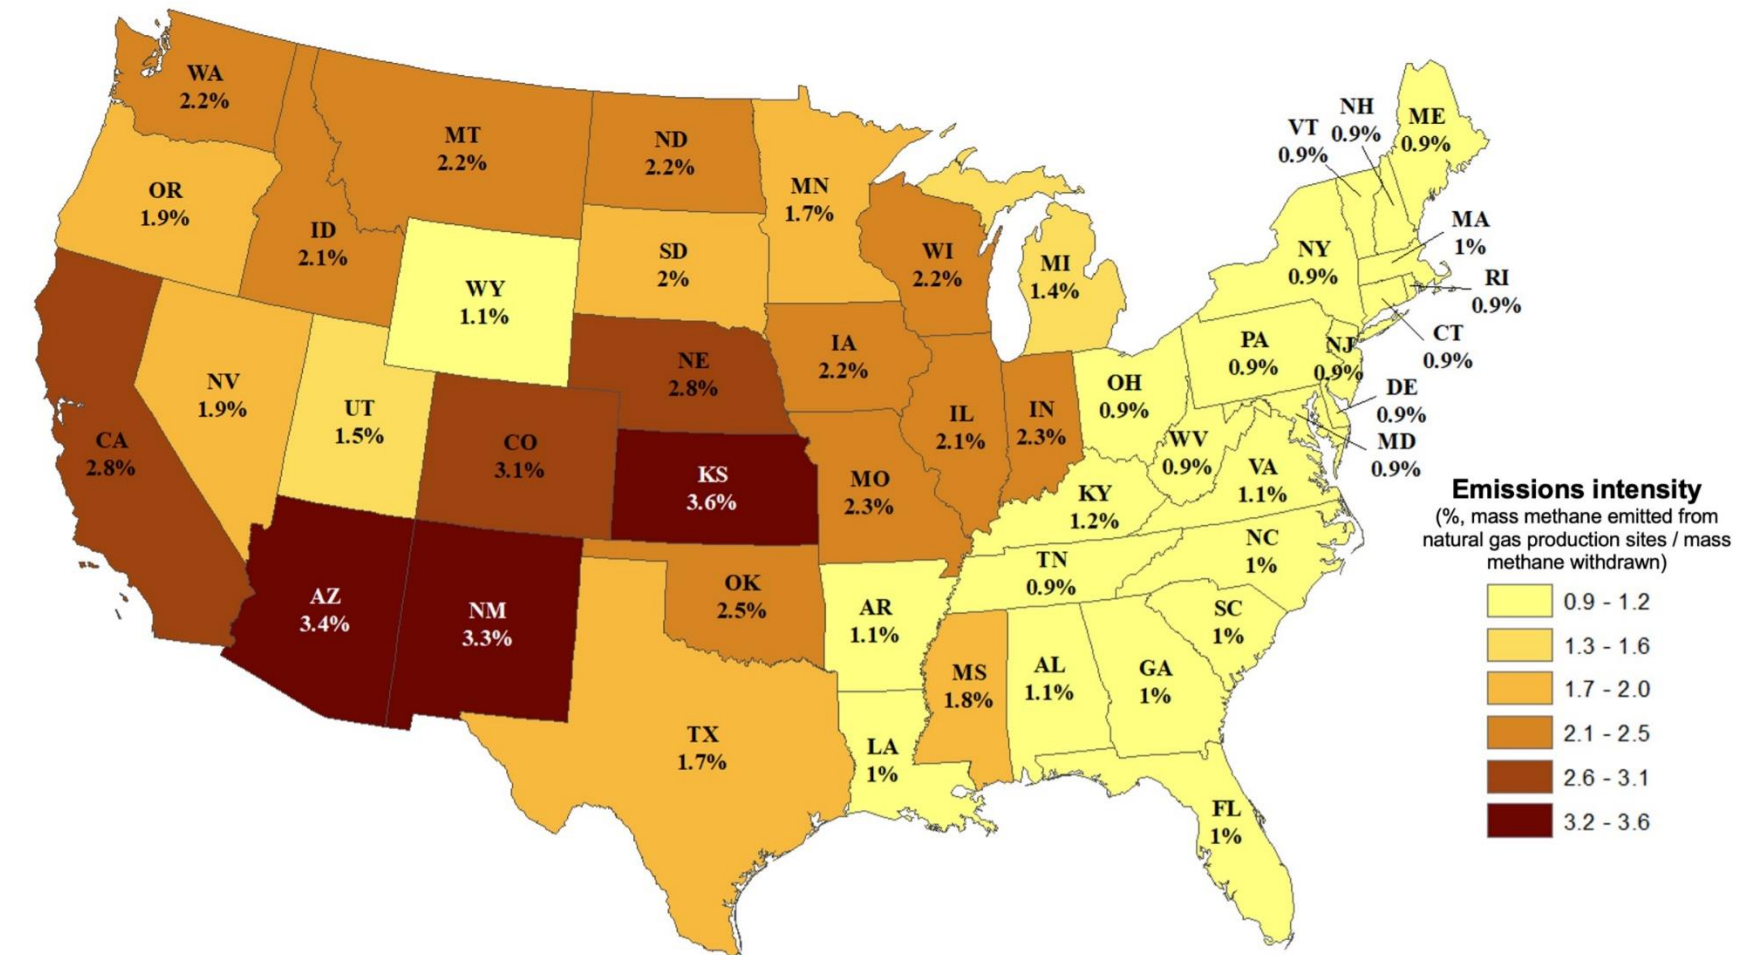 WA
2.2%
MT
2.2%
ND
2.2%
MN
1.7%
OR
1.9%
ID
2.1%
WY
1.1%
SD
2%
WI
2.2%
MI
1.4%
NH
0.9%
VT
0.9%
ME
0.9%
MA
1%
NY
0.9%
RI
0.9%
CT
0.9%
PA
0.9%
NJ
0.9%
DE
0.9%
MD
0.9%
NV
1.9%
UT
1.5%
NE
2.8%
IA
2.2%
OH
0.9%
IL
2.1%
IN
2.3%
WV
0.9%
VA
1.1%
CA
2.8%
CO
3.1%
KS
3.6%
MO
2.3%
KY
1.2%
NC
1%
TN
0.9%
AZ
3.4%
NM
3.3%
OK
2.5%
AR
1.1%
SC
1%
MS
1.8%
AL
1.1%
GA
1%
TX
1.7%
LA
1%
FL
1%
Emissions intensity
(%, mass methane emitted from
natural gas production sites / mass
methane withdrawn)
0.9 - 1.2
1.3 - 1.6
1.7 - 2.0
2.1 - 2.5
2.6 - 3.1
3.2 - 3.6